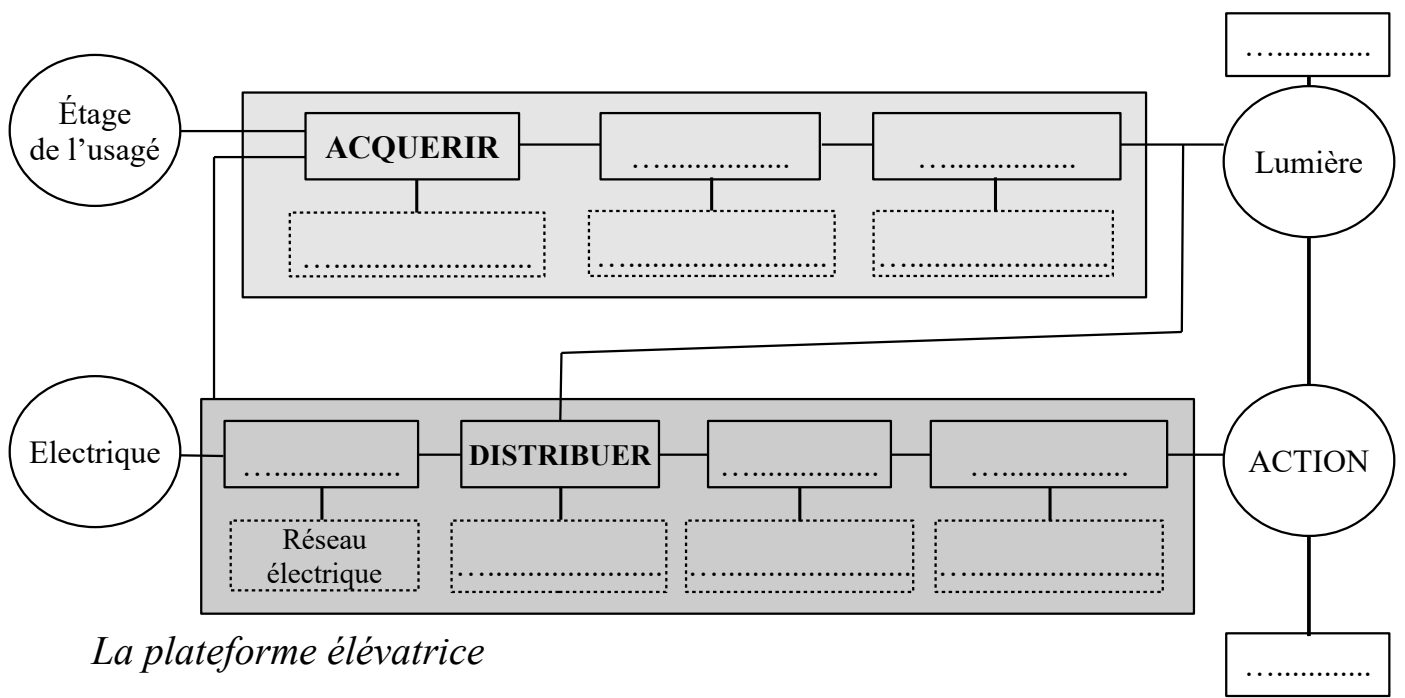 ….............
Étage
de l’usagé
ACQUERIR
….............
….............
Lumière
…..........................
…..........................
…..........................
Electrique
….............
DISTRIBUER
….............
….............
ACTION
Réseau
électrique
…..........................
…..........................
…..........................
La plateforme élévatrice
….............